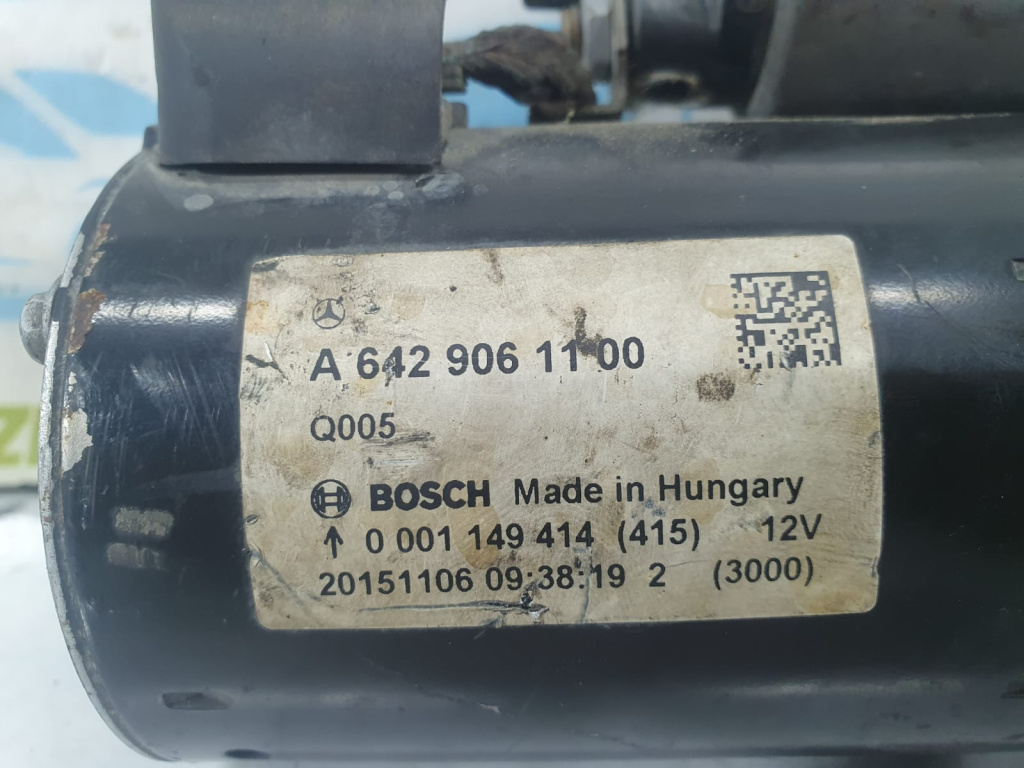 A 642 906 11 00
Q005
BOSCH Made in Hungary
↑ 0 001 149 414 (415) 12V
20151106 09:38:19 2 (3000)